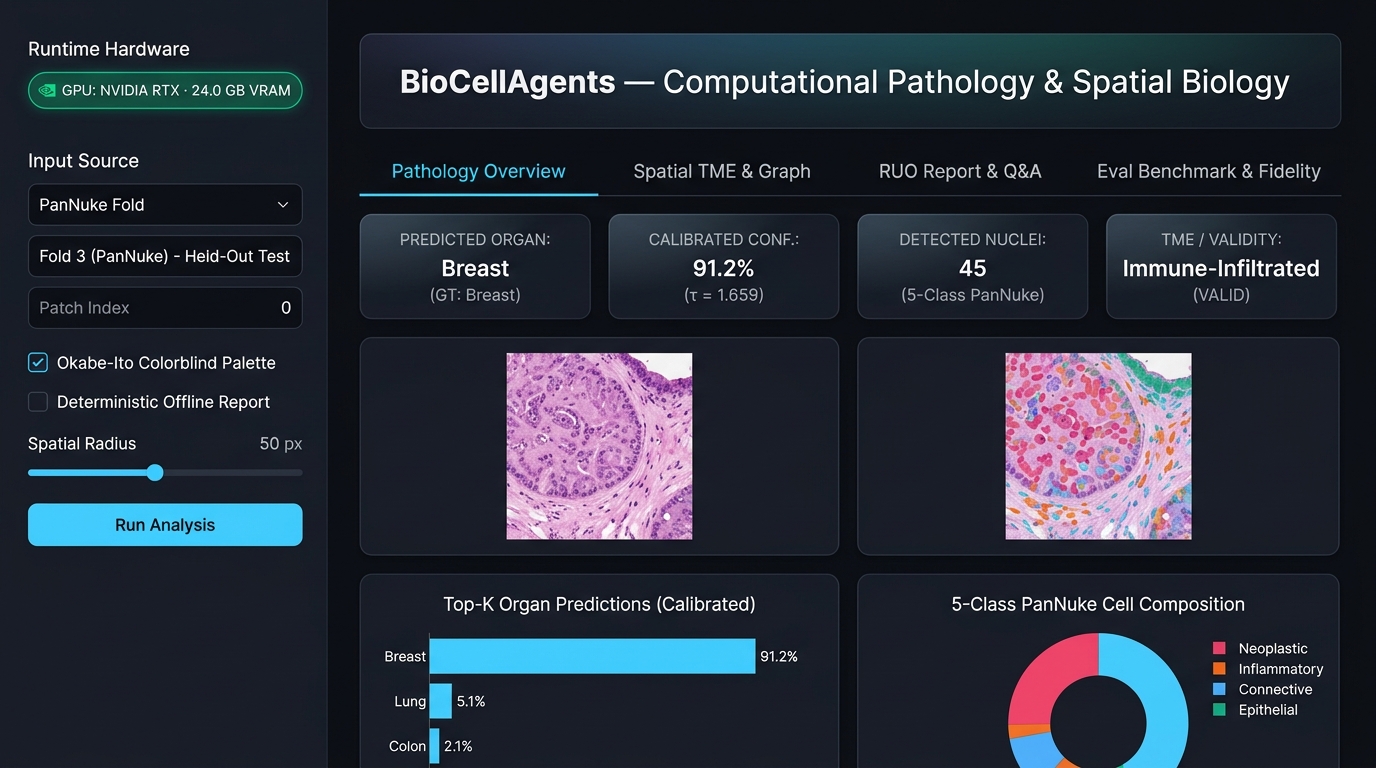 Runtime Hardware
GPU: NVIDIA RTX · 24.0 GB VRAM
Input Source
PanNuke Fold
Fold 3 (PanNuke) - Held-Out Test
Patch Index 0
Okabe-Ito Colorblind Palette
Deterministic Offline Report
Spatial Radius 50 px
Run Analysis
BioCellAgents — Computational Pathology & Spatial Biology
Pathology Overview Spatial TME & Graph RUO Report & Q&A Eval Benchmark & Fidelity
PREDICTED ORGAN:
Breast
(GT: Breast)
CALIBRATED CONF.:
91.2%
(τ = 1.659)
DETECTED NUCLEI:
45
(5-Class PanNuke)
TME / VALIDITY:
Immune-Infiltrated
(VALID)
Top-K Organ Predictions (Calibrated)
Breast 91.2%
Lung 5.1%
Colon 2.1%
5-Class PanNuke Cell Composition
Neoplastic
Inflammatory
Connective
Epithelial